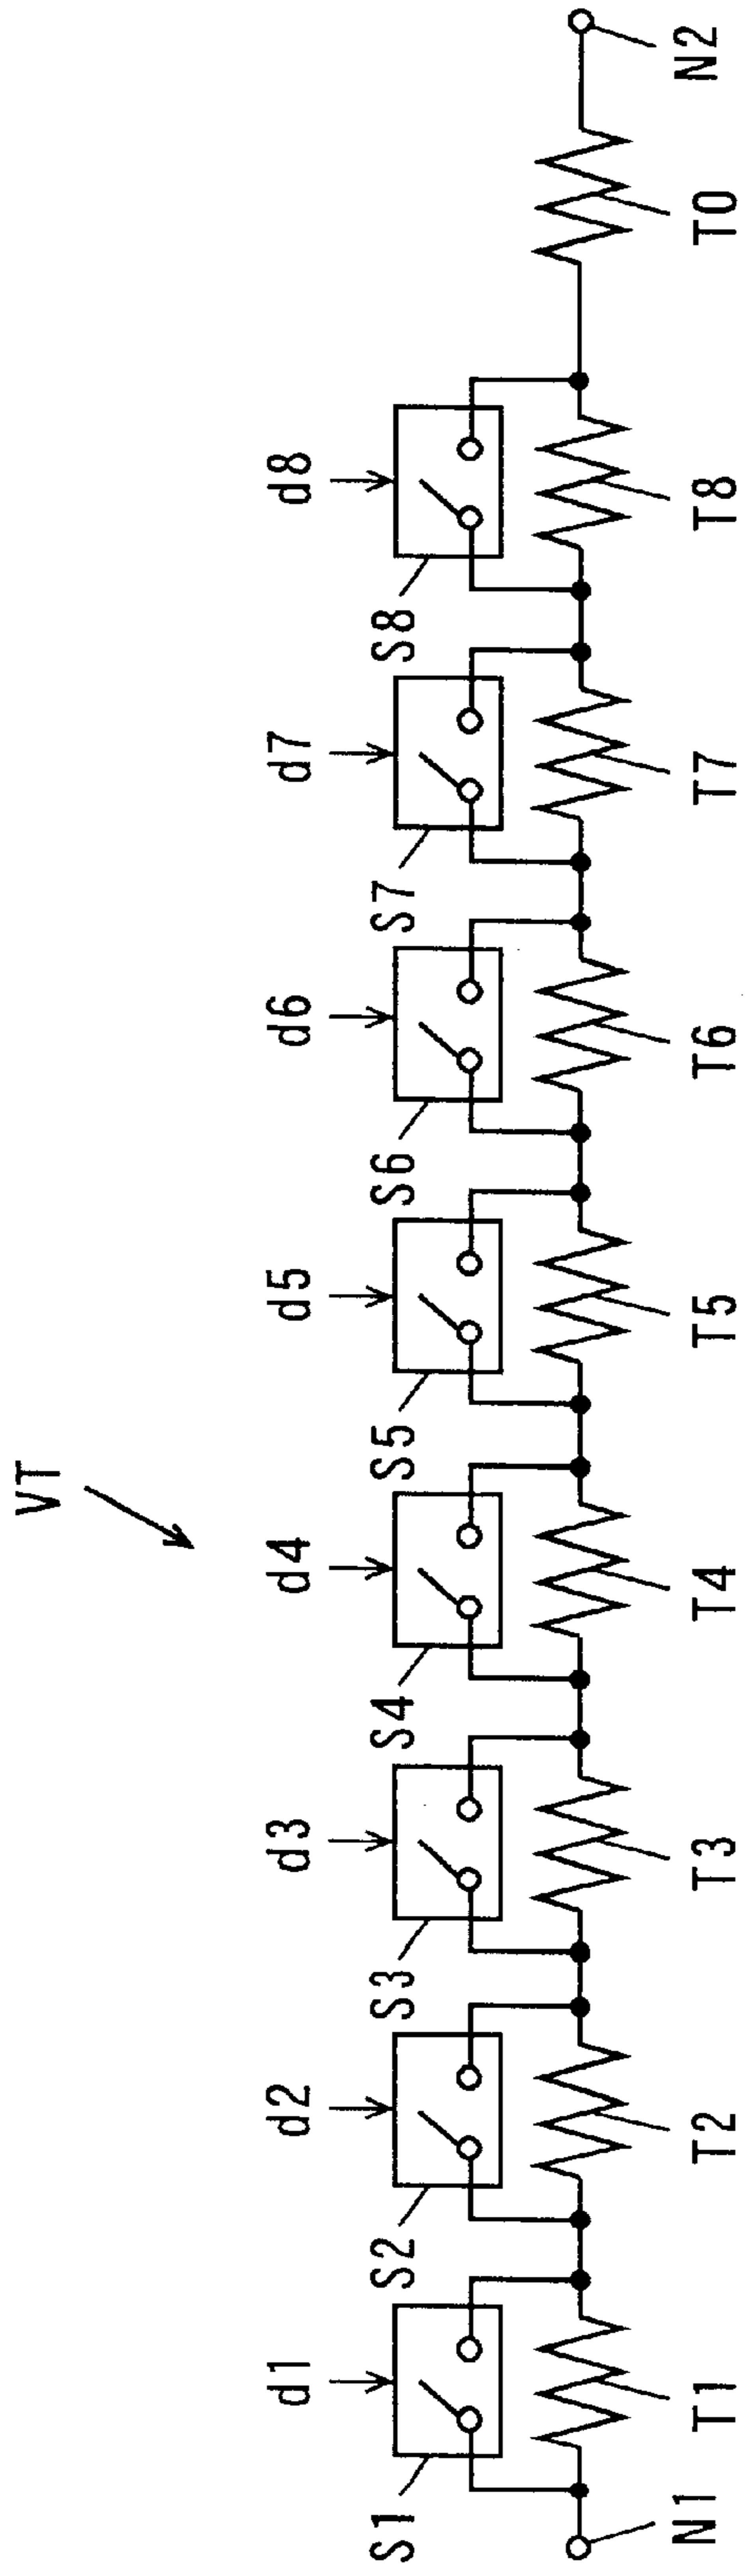 VT
d1 d2 d3 d4 d5 d6 d7 d8
S1 S2 S3 S4 S5 S6 S7 S8
T1 T2 T3 T4 T5 T6 T7 T8 T0
N1 N2